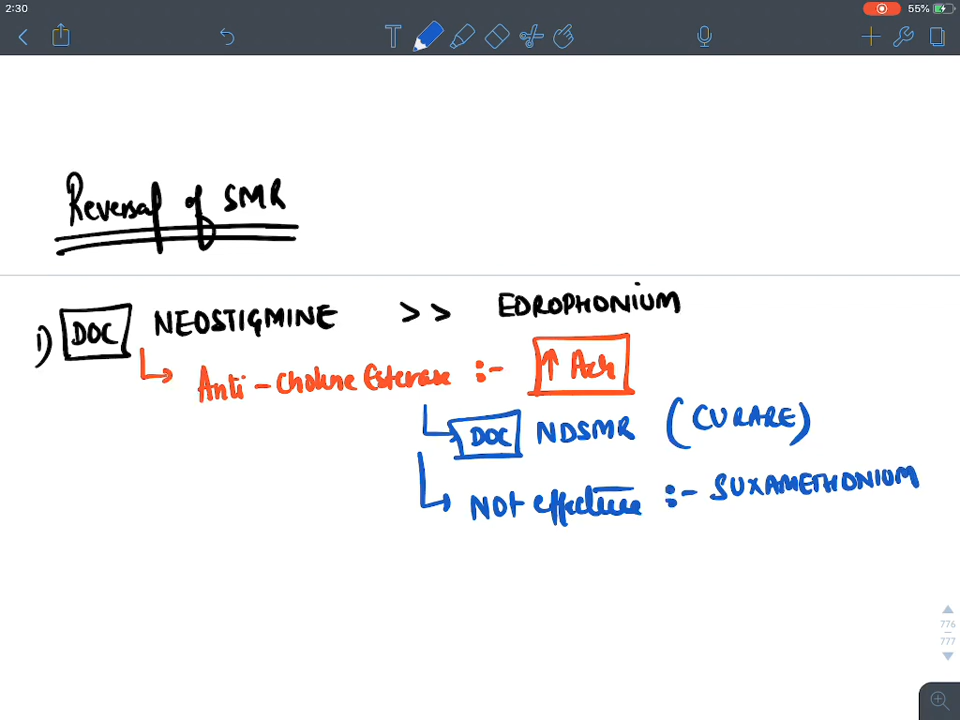 2:30
55%
T
Reversal of SMR
1) DOC NEOSTIGMINE >> EDROPHONIUM
↳ Anti-choline Esterase :- ↑ Ach
↳ DOC NDSMR (CURARE)
↳ NOT effective :- SUXAMETHONIUM
776
777